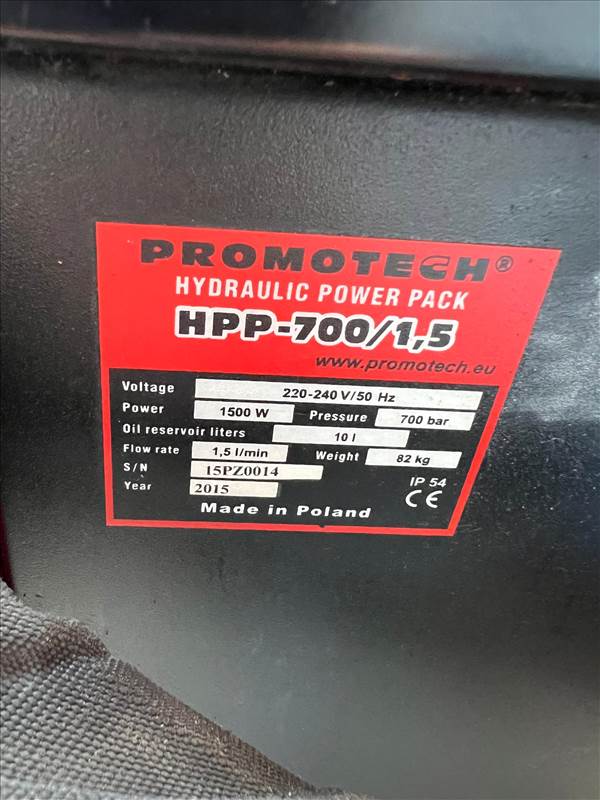 PROMOTECH®
HYDRAULIC POWER PACK
HPP-700/1,5
www.promotech.eu
Voltage 220-240 V/50 Hz
Power 1500 W Pressure 700 bar
Oil reservoir liters 10 l
Flow rate 1,5 l/min Weight 82 kg
S/N 15PZ0014 IP 54
Year 2015 CE
Made in Poland